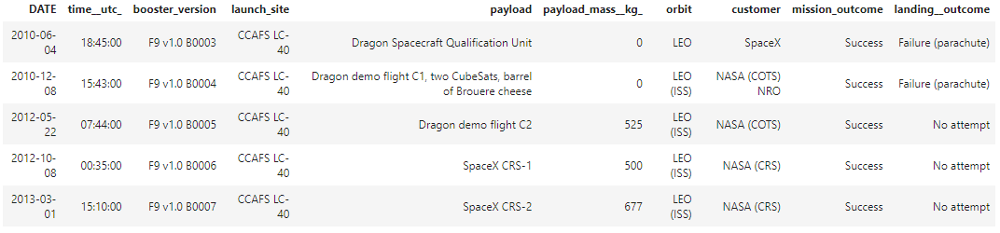 DATE time__utc_ booster_version launch_site payload payload_mass__kg_ orbit customer mission_outcome landing__outcome
2010-06-
04 18:45:00 F9 v1.0 B0003 CCAFS LC-
40 Dragon Spacecraft Qualification Unit 0 LEO SpaceX Success Failure (parachute)
2010-12-
08 15:43:00 F9 v1.0 B0004 CCAFS LC-
40 Dragon demo flight C1, two CubeSats, barrel
of Brouere cheese 0 LEO
(ISS) NASA (COTS)
NRO Success Failure (parachute)
2012-05-
22 07:44:00 F9 v1.0 B0005 CCAFS LC-
40 Dragon demo flight C2 525 LEO
(ISS) NASA (COTS) Success No attempt
2012-10-
08 00:35:00 F9 v1.0 B0006 CCAFS LC-
40 SpaceX CRS-1 500 LEO
(ISS) NASA (CRS) Success No attempt
2013-03-
01 15:10:00 F9 v1.0 B0007 CCAFS LC-
40 SpaceX CRS-2 677 LEO
(ISS) NASA (CRS) Success No attempt